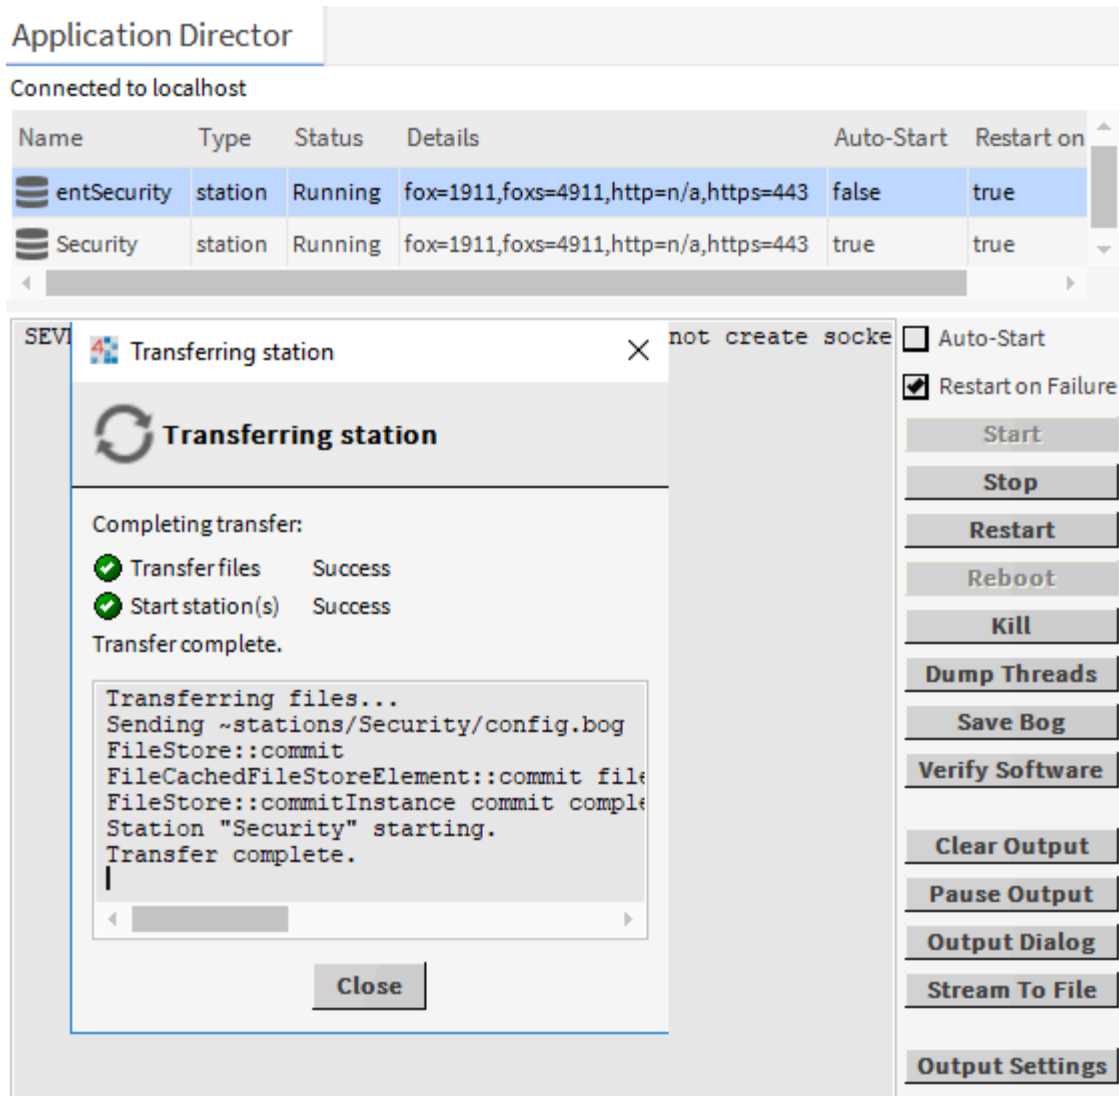 Application Director
Connected to localhost
Name Type Status Details Auto-Start Restart on
entSecurity station Running fox=1911,foxs=4911,http=n/a,https=443 false true
Security station Running fox=1911,foxs=4911,http=n/a,https=443 true true
not create socke
Auto-Start
Restart on Failure
Start
Stop
Restart
Reboot
Kill
Dump Threads
Save Bog
Verify Software
Clear Output
Pause Output
Output Dialog
Stream To File
Output Settings
Transferring station
Transferring station
Completing transfer:
Transfer files Success
Start station(s) Success
Transfer complete.
Transferring files...
Sending ~stations/Security/config.bog
FileStore::commit
FileCachedFileStoreElement::commit file
FileStore::commitInstance commit comple
Station "Security" starting.
Transfer complete.
Close